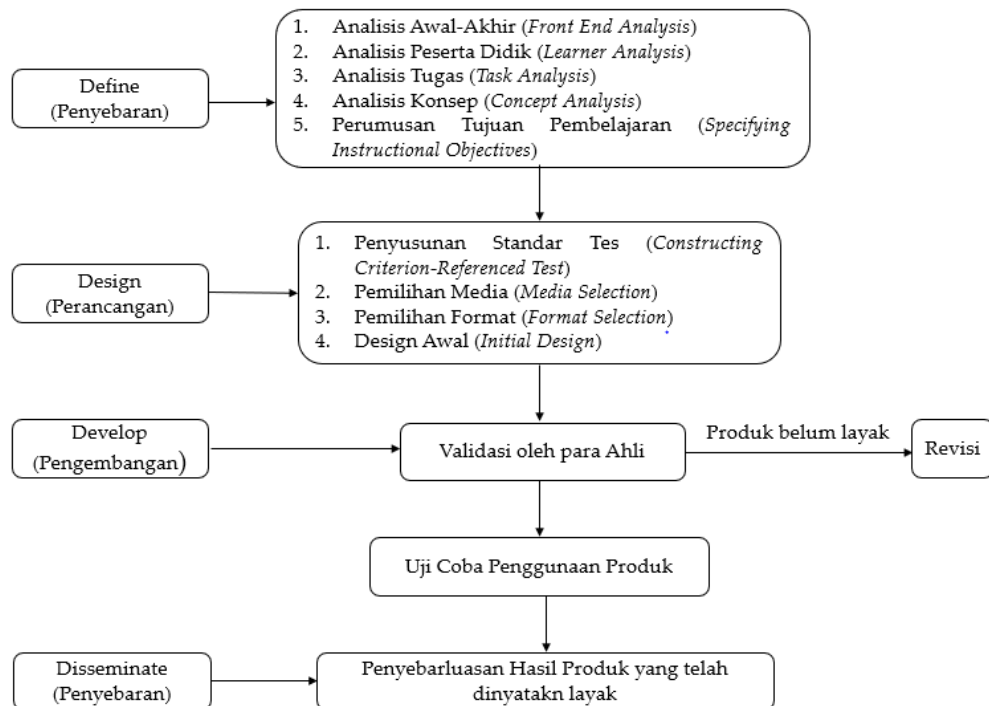 Define
(Penyebaran)
1. Analisis Awal-Akhir (Front End Analysis)
2. Analisis Peserta Didik (Learner Analysis)
3. Analisis Tugas (Task Analysis)
4. Analisis Konsep (Concept Analysis)
5. Perumusan Tujuan Pembelajaran (Specifying
Instructional Objectives)
Design
(Perancangan)
1. Penyusunan Standar Tes (Constructing
Criterion-Referenced Test)
2. Pemilihan Media (Media Selection)
3. Pemilihan Format (Format Selection)
4. Design Awal (Initial Design)
Develop
(Pengembangan)
Validasi oleh para Ahli
Produk belum layak
Revisi
Uji Coba Penggunaan Produk
Disseminate
(Penyebaran)
Penyebarluasan Hasil Produk yang telah
dinyatakn layak